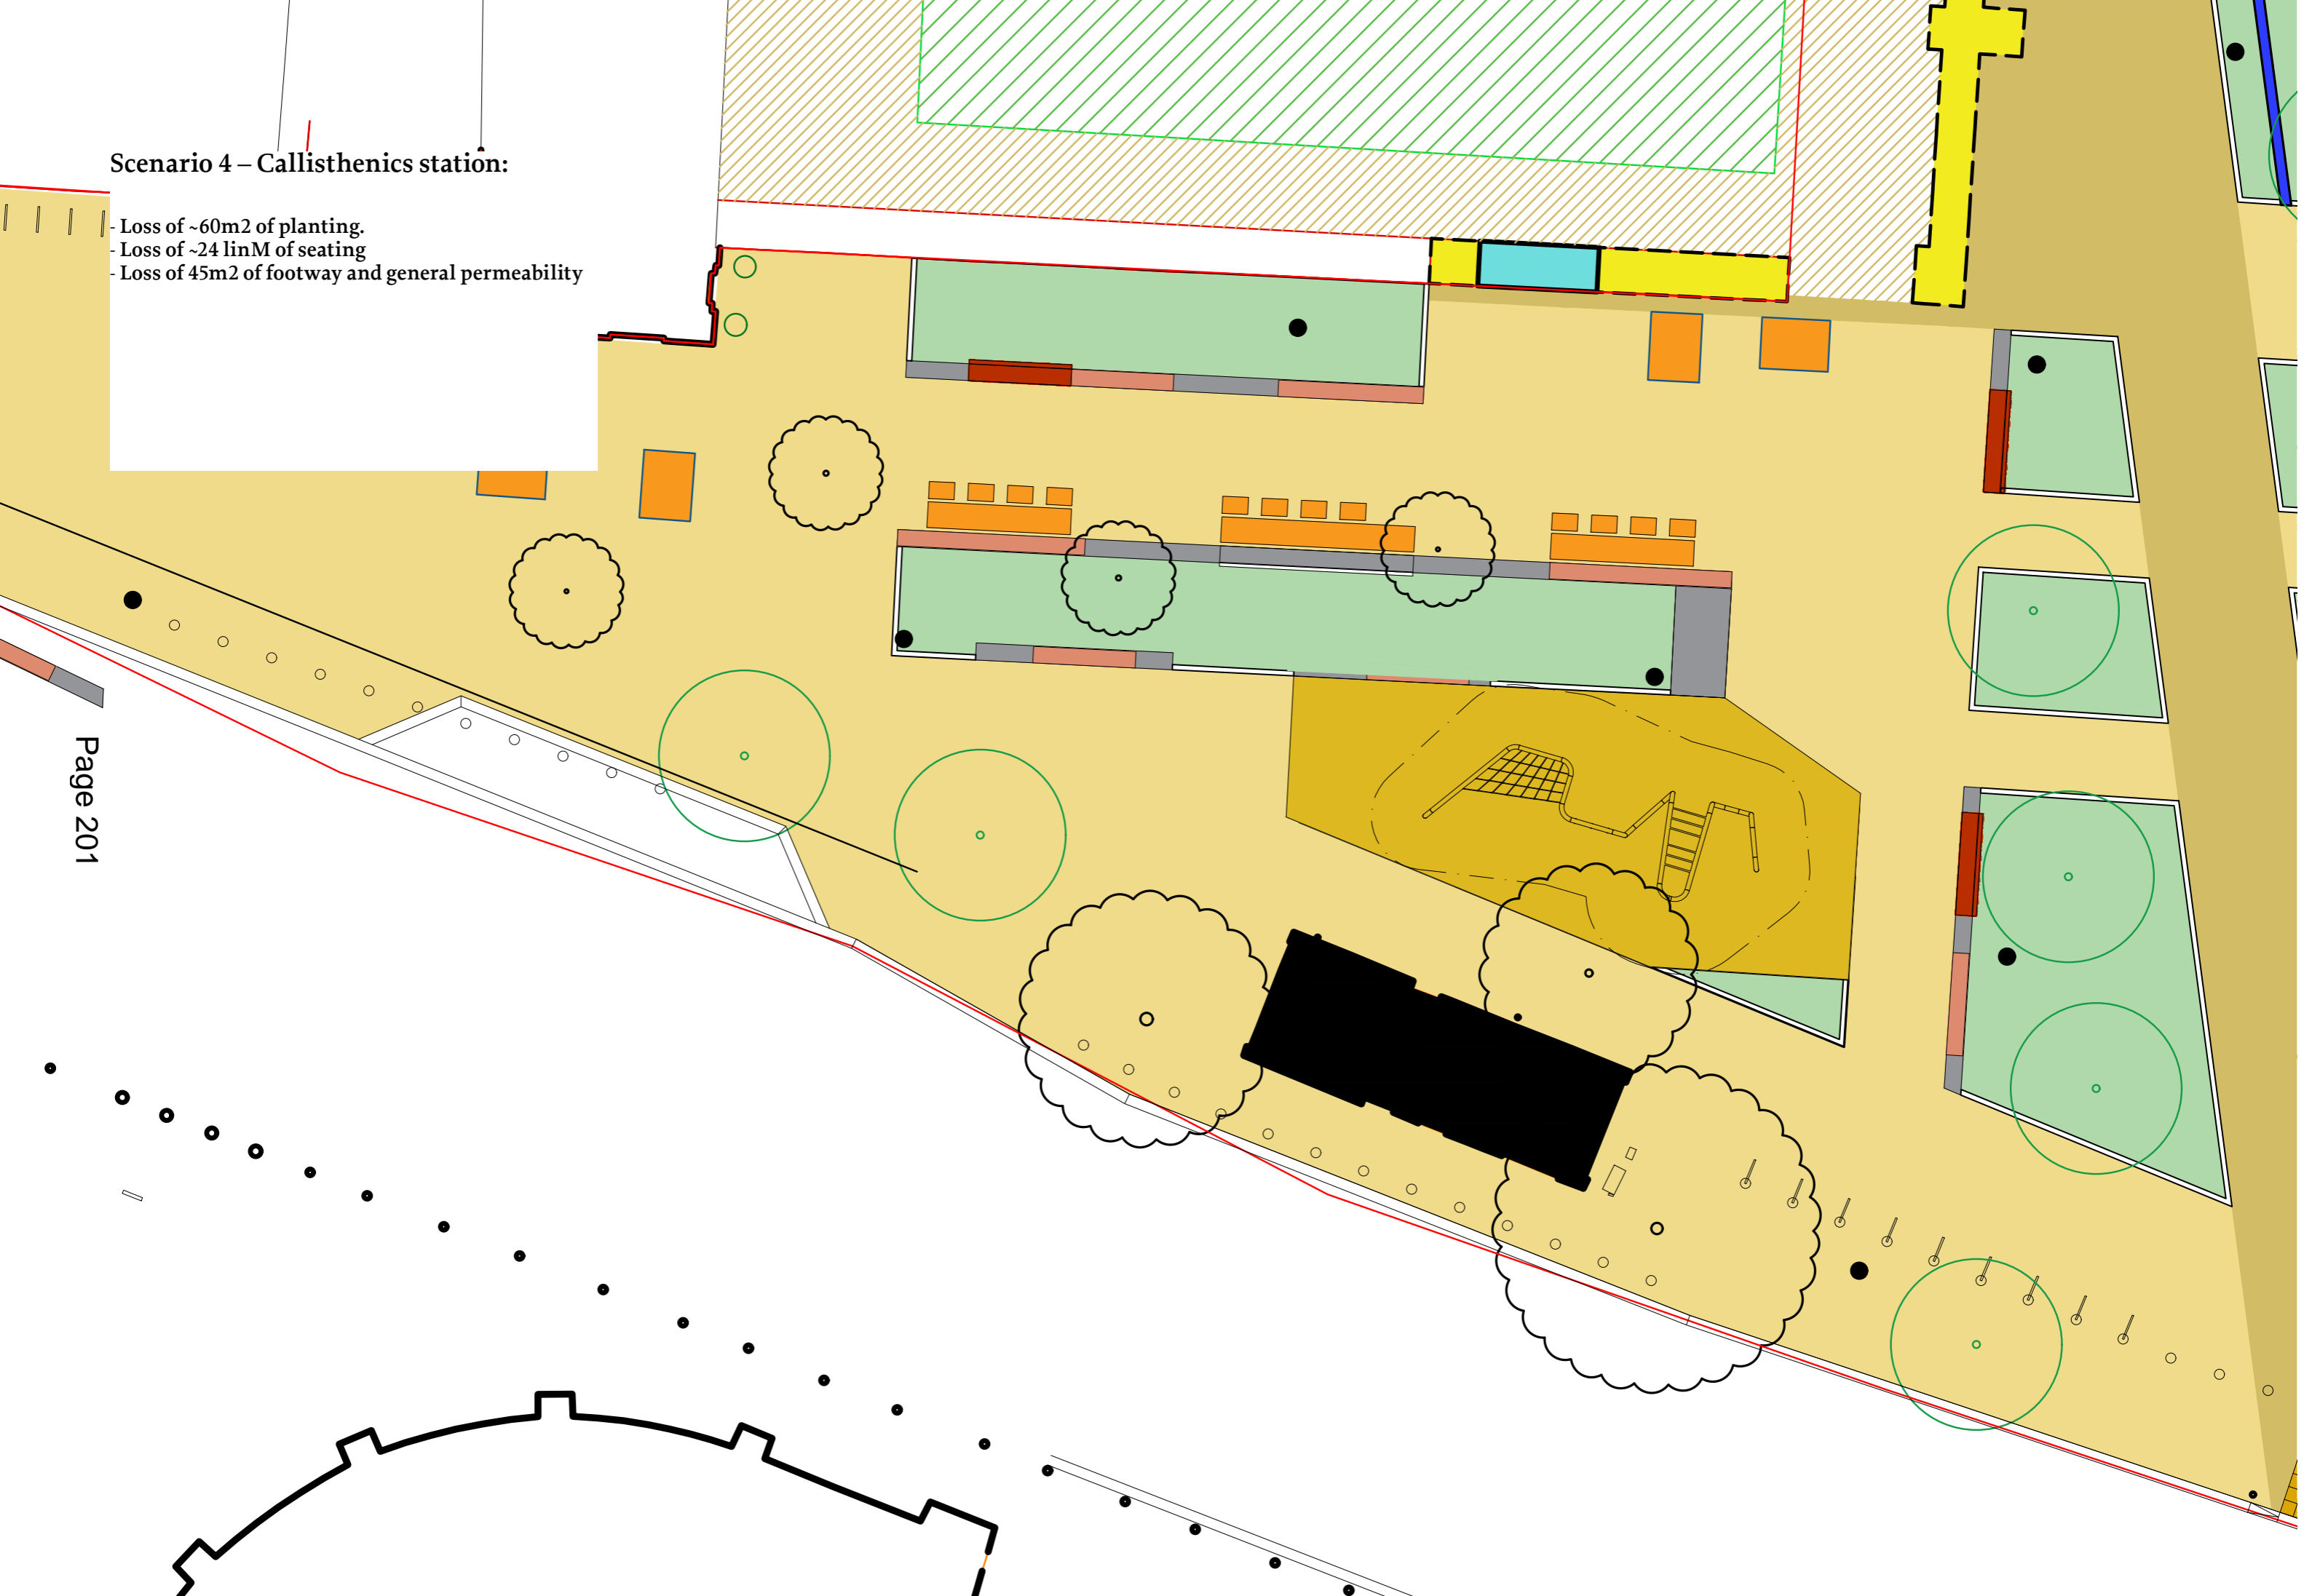 Scenario 4 – Callisthenics station:
- Loss of ~60m2 of planting.
- Loss of ~24 linM of seating
- Loss of 45m2 of footway and general permeability
Page 201